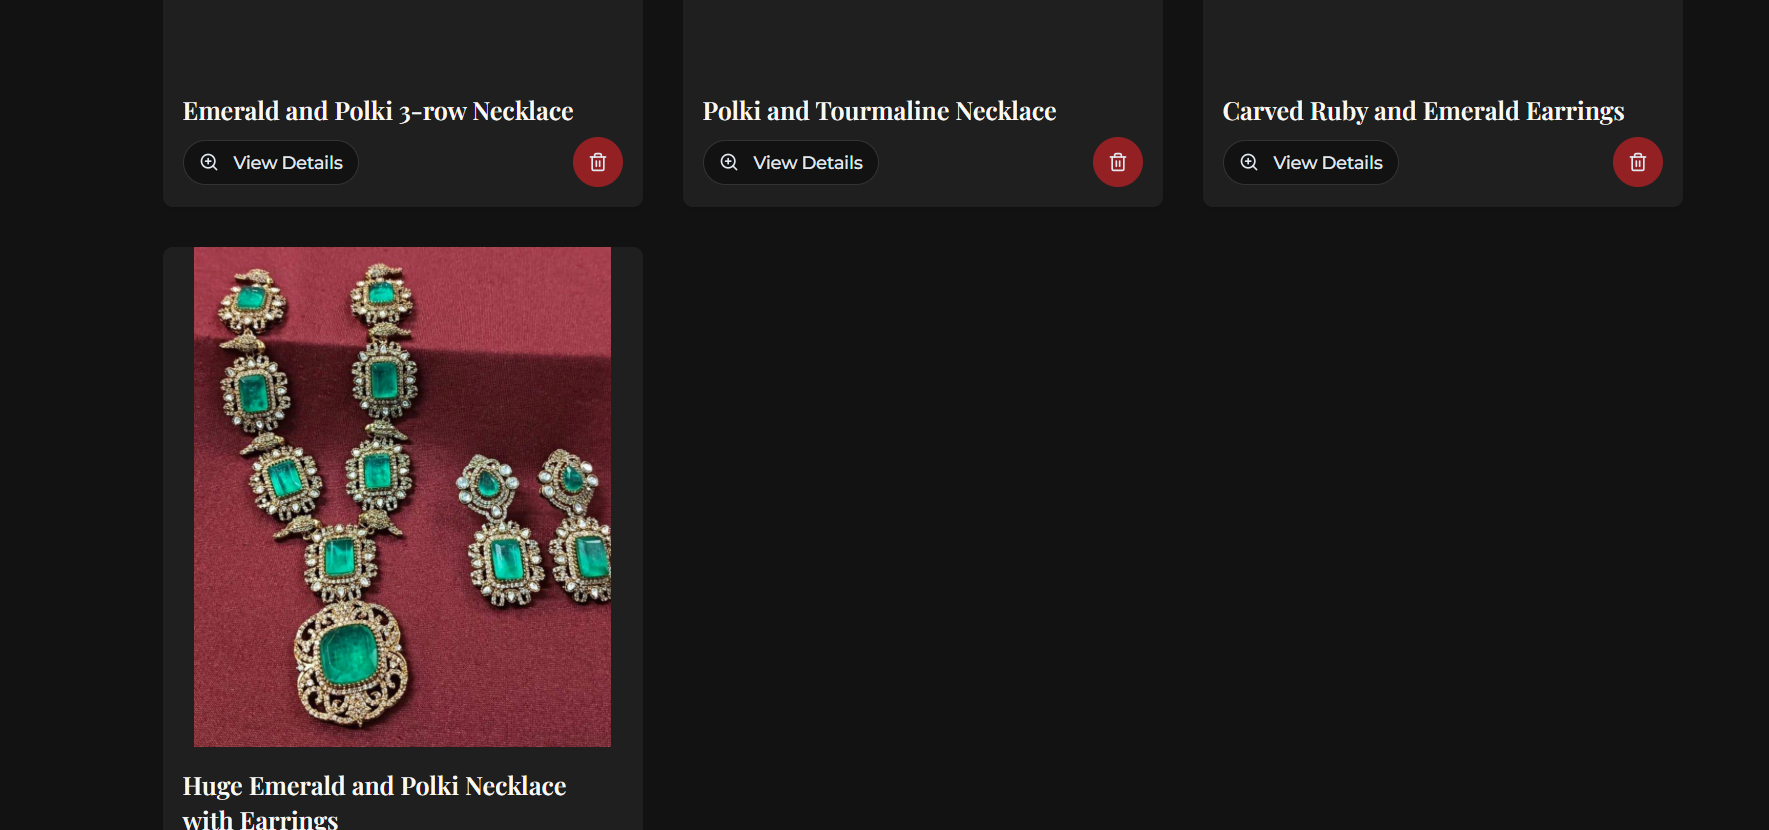 Emerald and Polki 3-row Necklace
Polki and Tourmaline Necklace
Carved Ruby and Emerald Earrings
View Details
View Details
View Details
Huge Emerald and Polki Necklace
with Earrings